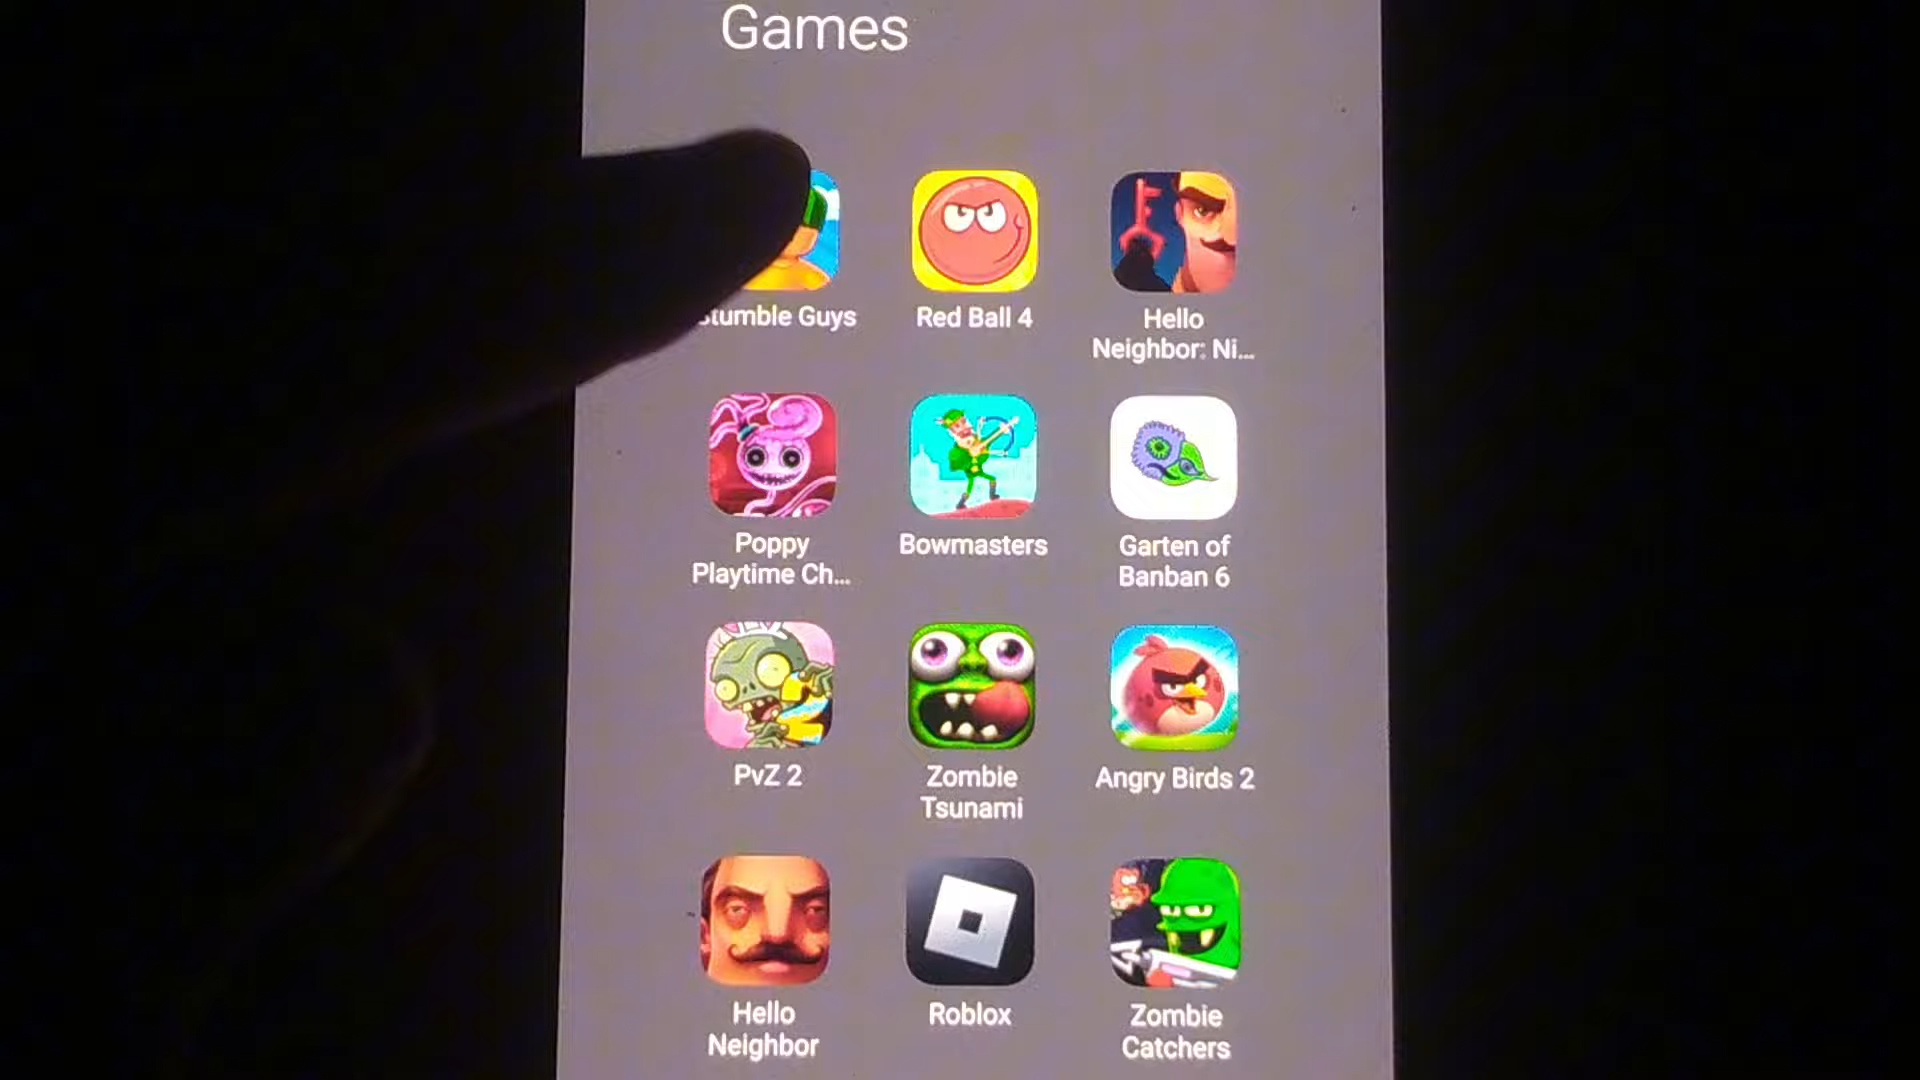 Games
Stumble Guys
Red Ball 4
Hello
Neighbor: Ni...
Poppy
Playtime Ch...
Bowmasters
Garten of
Banban 6
PvZ 2
Zombie
Tsunami
Angry Birds 2
Hello
Neighbor
Roblox
Zombie
Catchers